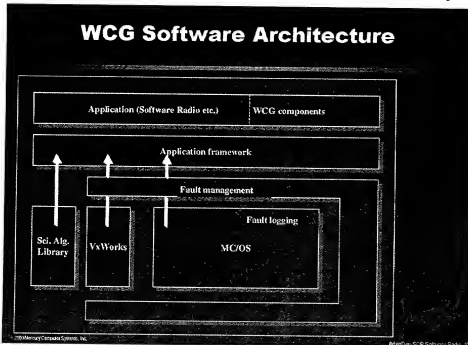 WCG Software Architecture
Application (Software Radio etc.)
WCG components
Application framework
Fault management
Fault logging
Sci. Alg.
Library
VxWorks
MC/OS
Mercury Computer Systems, Inc.